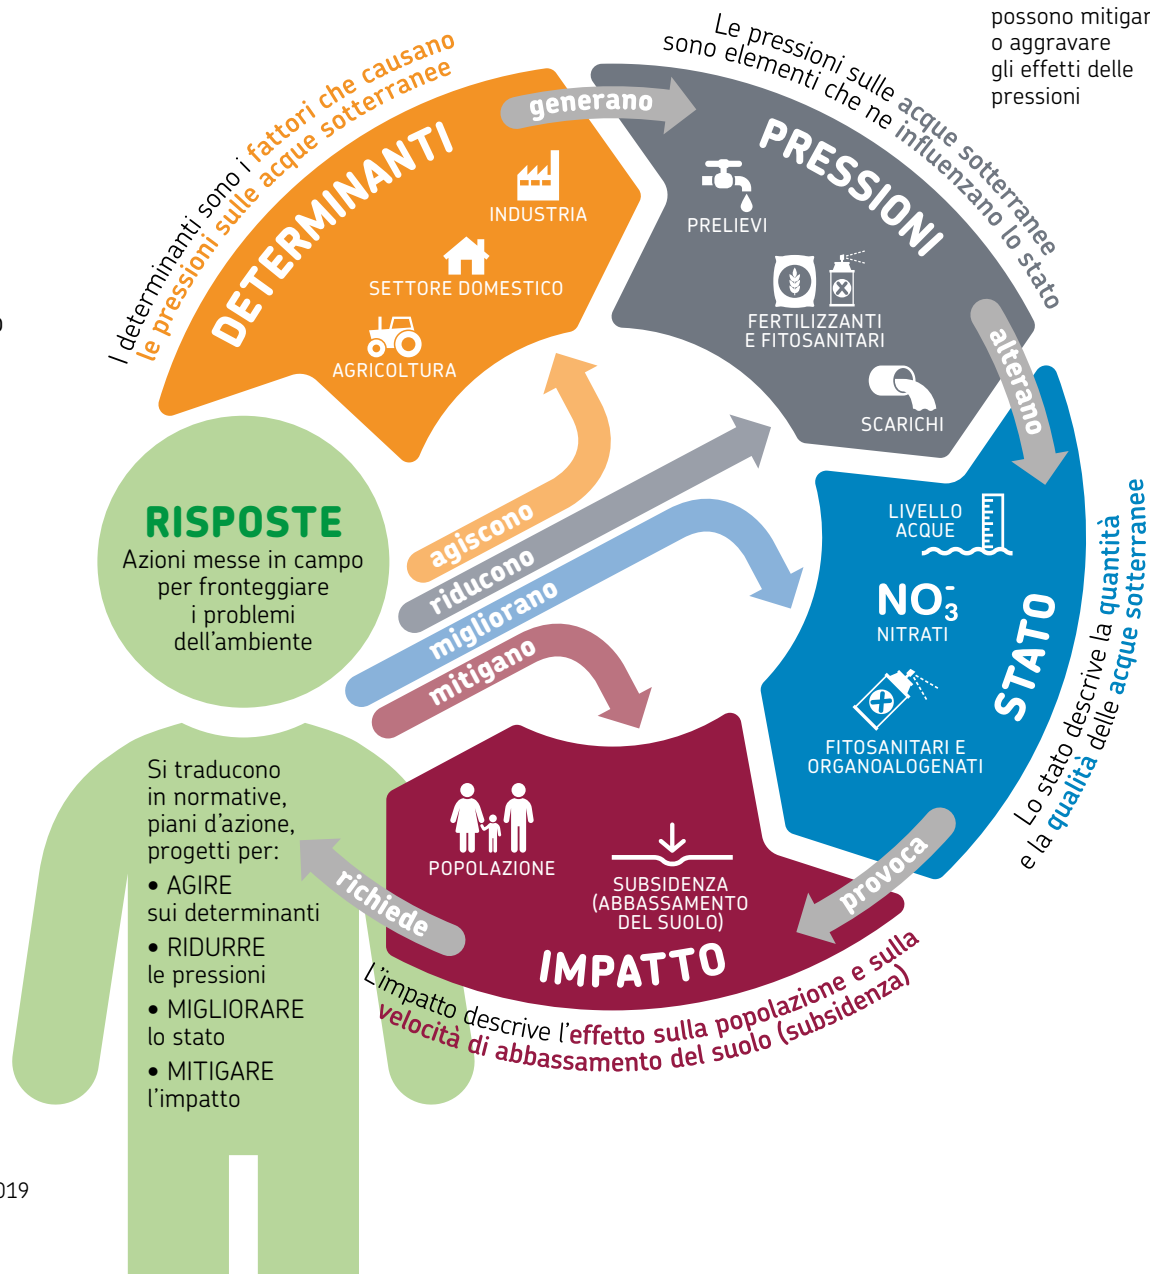 possono mitigar
o aggravare
gli effetti delle
pressioni
I determinanti sono i fattori che causano
le pressioni sulle acque sotterranee
DETERMINANTI
INDUSTRIA
SETTORE DOMESTICO
AGRICOLTURA
generano
Le pressioni sulle acque sotterranee
sono elementi che ne influenzano lo stato
PRESSIONI
PRELIEVI
FERTILIZZANTI
E FITOSANITARI
SCARICHI
alterano
STATO
LIVELLO
ACQUE
NO3-
NITRATI
FITOSANITARI E
ORGANOALOGENATI
Lo stato descrive la quantità
e la qualità delle acque sotterranee
provoca
IMPATTO
POPOLAZIONE
SUBSIDENZA
(ABBASSAMENTO
DEL SUOLO)
L'impatto descrive l'effetto sulla popolazione e sulla
velocità di abbassamento del suolo (subsidenza)
richiede
RISPOSTE
Azioni messe in campo
per fronteggiare
i problemi
dell'ambiente
agiscono
riducono
migliorano
mitigano
Si traducono
in normative,
piani d'azione,
progetti per:
• AGIRE
sui determinanti
• RIDURRE
le pressioni
• MIGLIORARE
lo stato
• MITIGARE
l'impatto
019